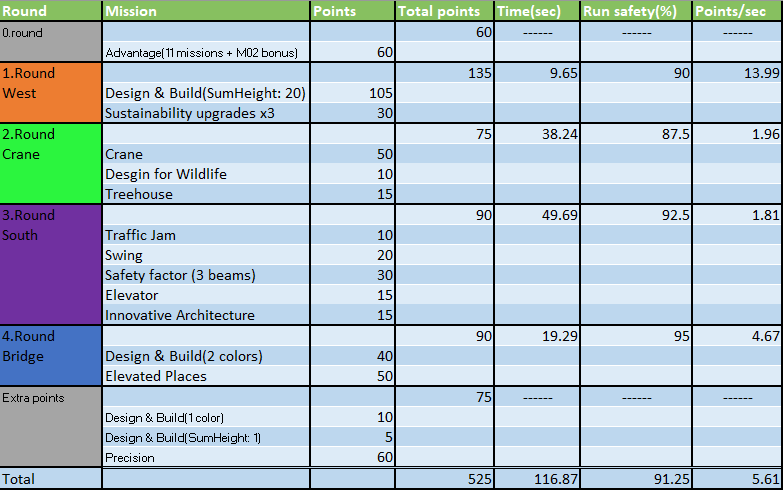 Round Mission Points Total points Time(sec) Run safety(%) Points/sec
0.round 60 ------ ------ ------
Advantage(11 missions + M02 bonus) 60
1.Round 135 9.65 90 13.99
West Design & Build(SumHeight: 20) 105
Sustainability upgrades x3 30
2.Round 75 38.24 87.5 1.96
Crane Crane 50
Desgin for Wildlife 10
Treehouse 15
3.Round 90 49.69 92.5 1.81
South Traffic Jam 10
Swing 20
Safety factor (3 beams) 30
Elevator 15
Innovative Architecture 15
4.Round 90 19.29 95 4.67
Bridge Design & Build(2 colors) 40
Elevated Places 50
Extra points 75 ------ ------ ------
Design & Build(1 color) 10
Design & Build(SumHeight: 1) 5
Precision 60
Total 525 116.87 91.25 5.61